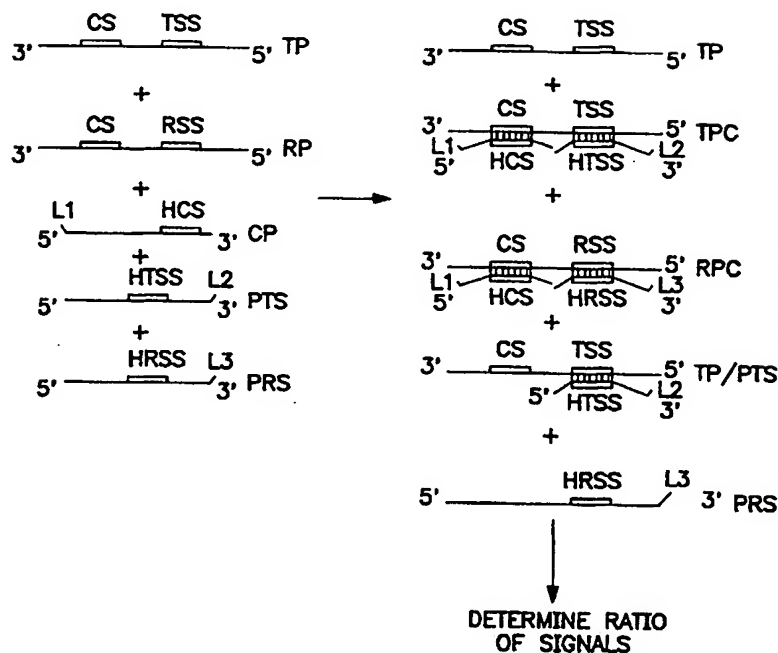 CS TSS
3' 5' TP
+
CS RSS
3' 5' RP
+
L1 HCS
5' 3' CP
+
HTSS L2
5' 3' PTS
+
HRSS L3
5' 3' PRS
CS TSS
3' 5' TP
+
CS TSS
3' 5' TPC
L1 L2
5' HCS HTSS 3'
+
CS RSS
3' 5' RPC
L1 L3
5' HCS HRSS 3'
+
CS TSS
3' 5' TP/PTS
5' HTSS L2
3'
+
HRSS L3
5' 3' PRS
DETERMINE RATIO
OF SIGNALS